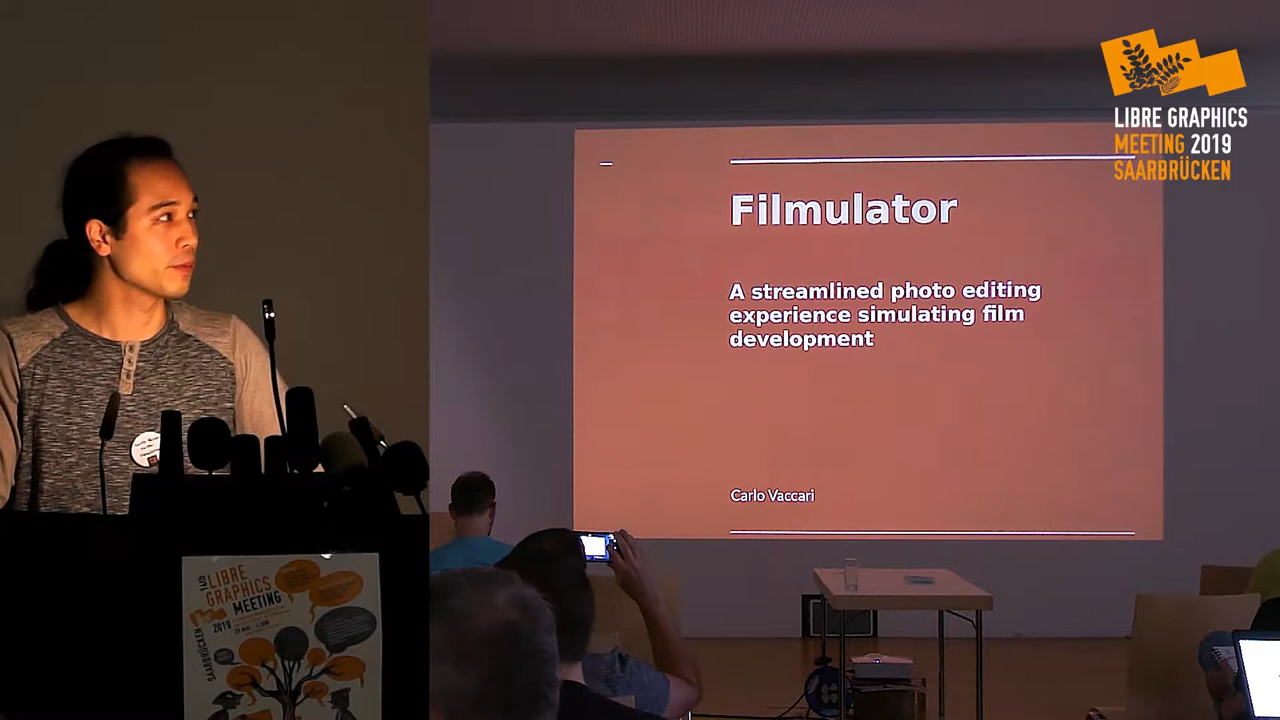 LIBRE GRAPHICS
MEETING 2019
SAARBRÜCKEN
Filmulator
A streamlined photo editing
experience simulating film
development
Carlo Vaccari
LIBRE
GRAPHICS
MEETING
2019
SAARBRÜCKEN